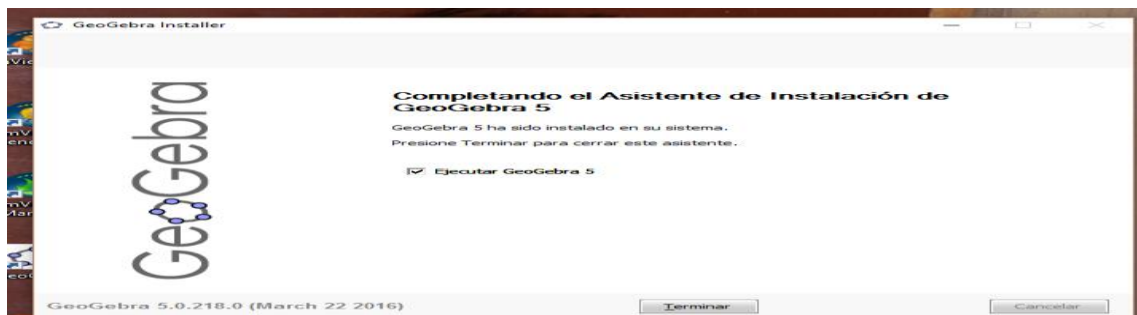 GeoGebra Installer
GeoGebra
Completando el Asistente de Instalación de
GeoGebra 5
GeoGebra 5 ha sido instalado en su sistema.
Presione Terminar para cerrar este asistente.
Ejecutar GeoGebra 5
GeoGebra 5.0.218.0 (March 22 2016)
Terminar
Cancelar